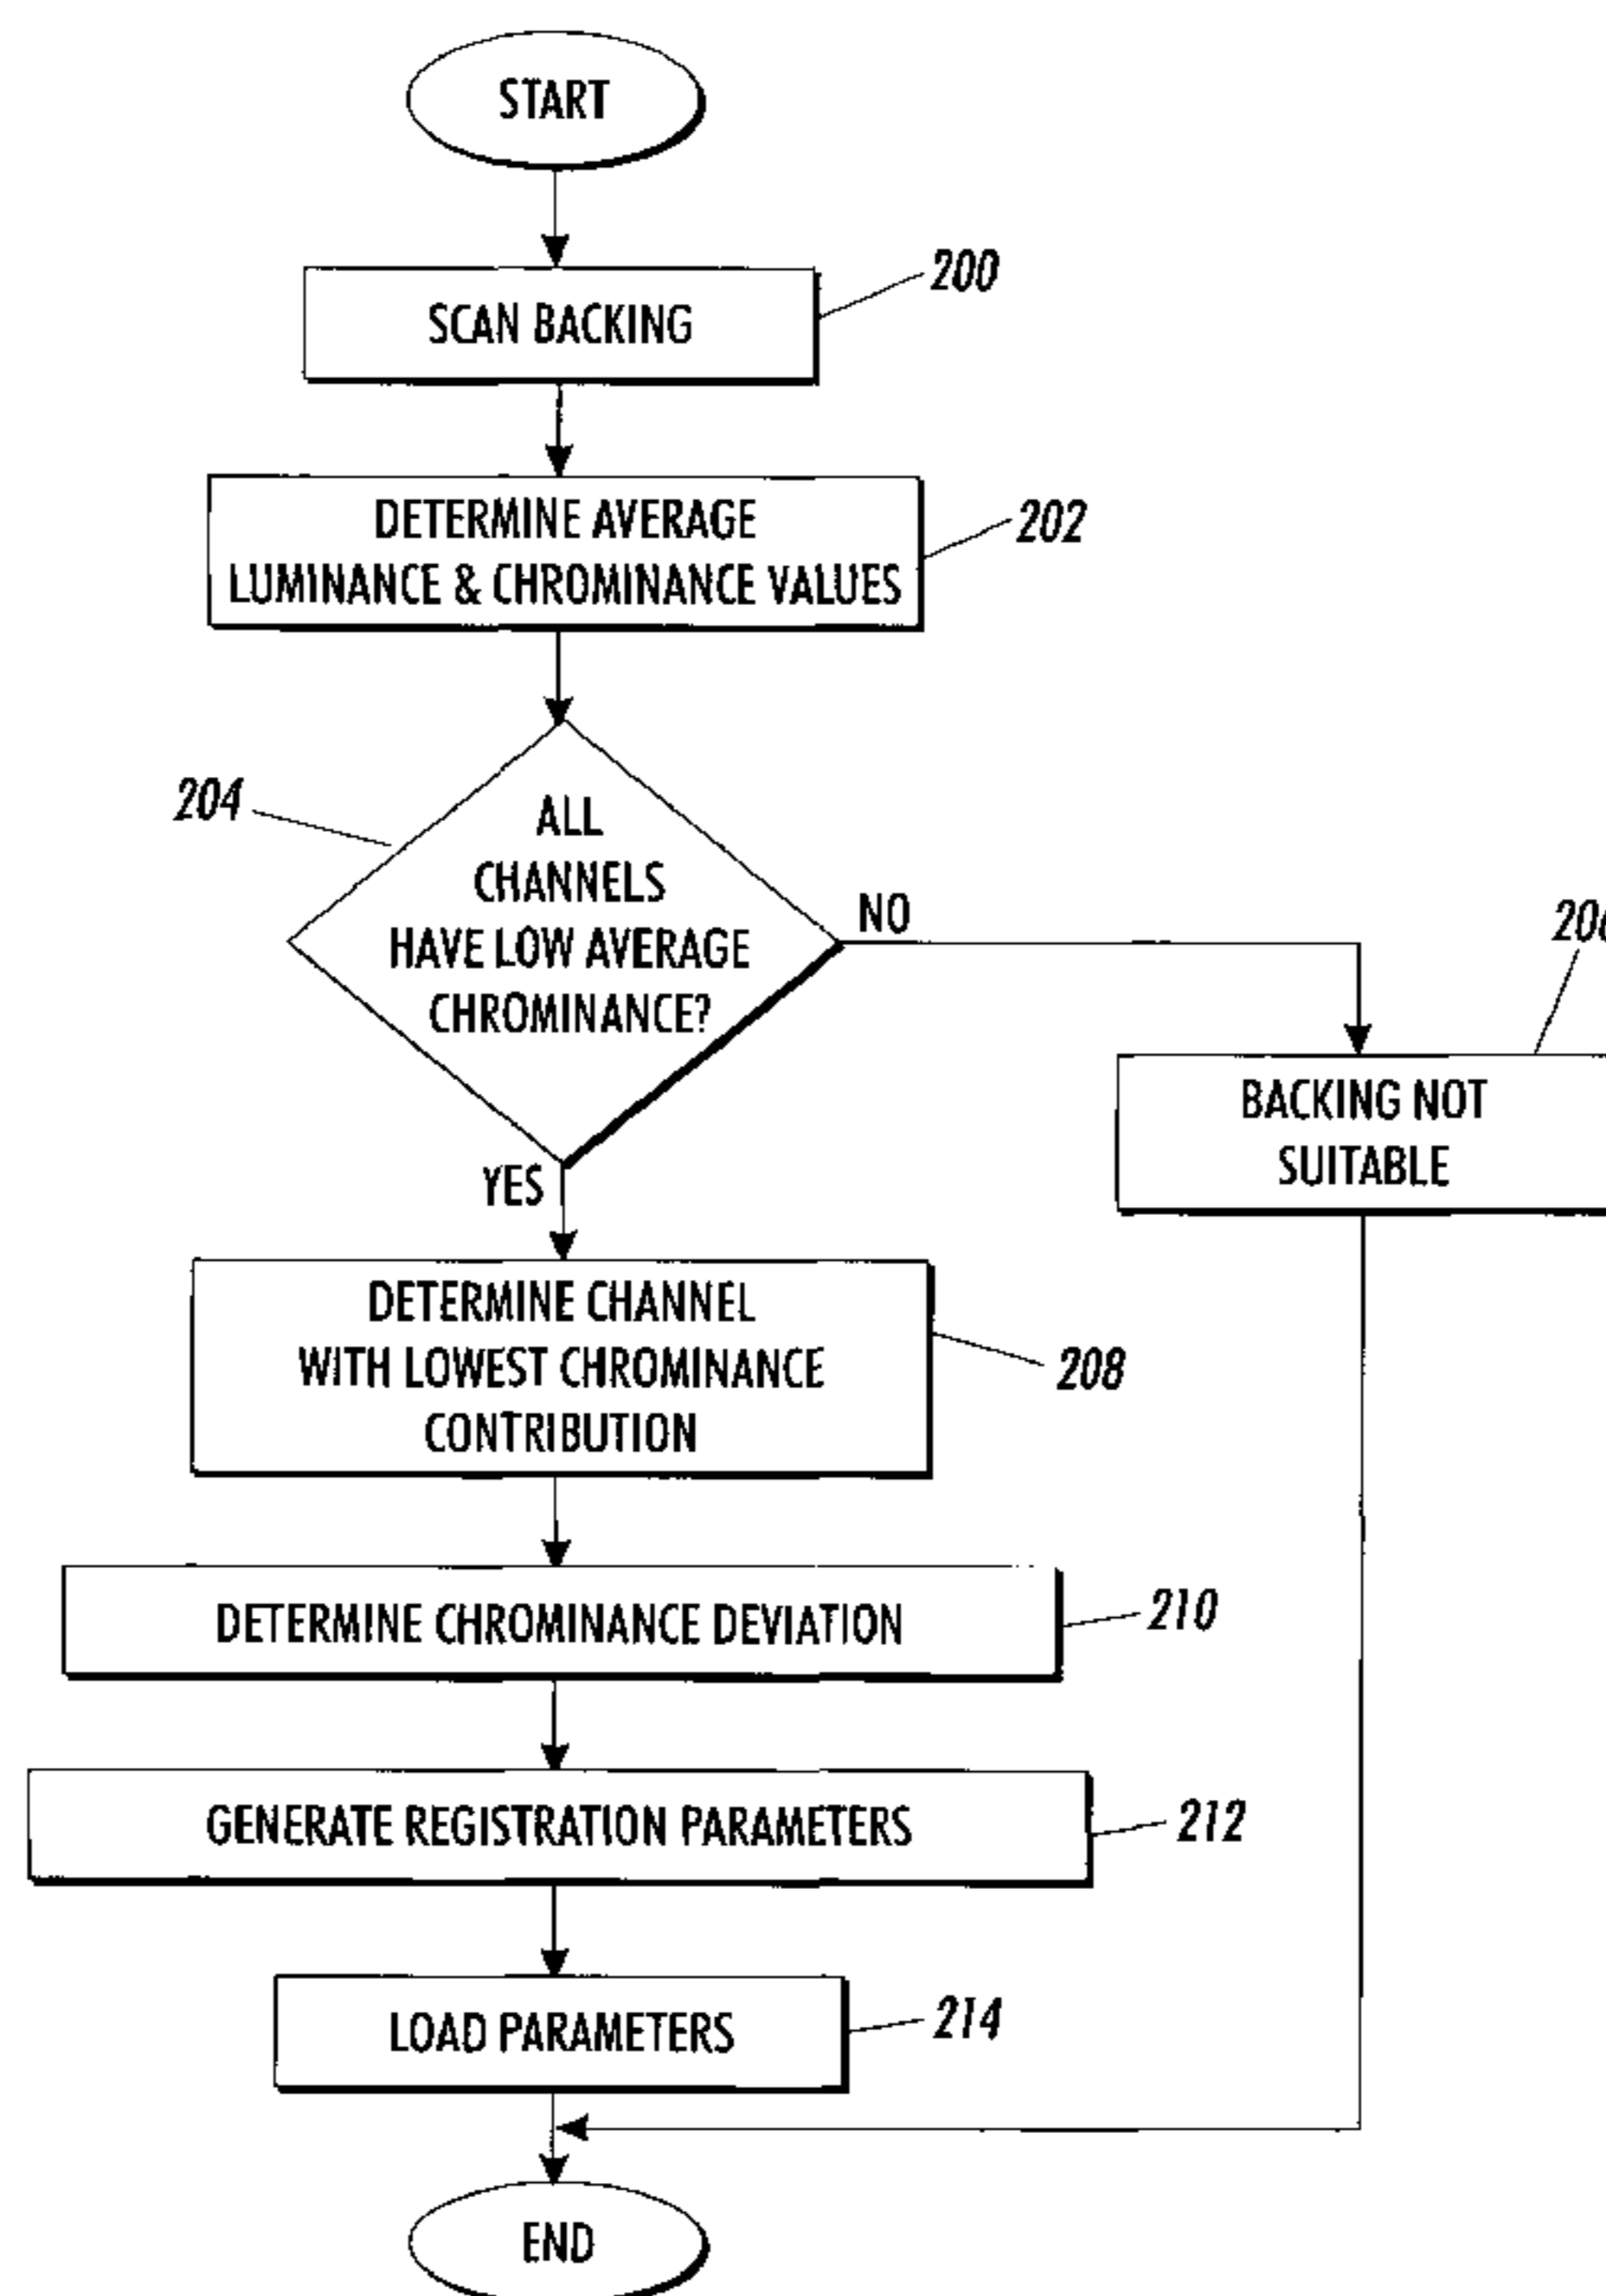 START
SCAN BACKING
200
DETERMINE AVERAGE
LUMINANCE & CHROMINANCE VALUES
202
204
ALL
CHANNELS
HAVE LOW AVERAGE
CHROMINANCE?
NO
YES
BACKING NOT
SUITABLE
DETERMINE CHANNEL
WITH LOWEST CHROMINANCE
CONTRIBUTION
208
DETERMINE CHROMINANCE DEVIATION
210
GENERATE REGISTRATION PARAMETERS
212
LOAD PARAMETERS
214
END